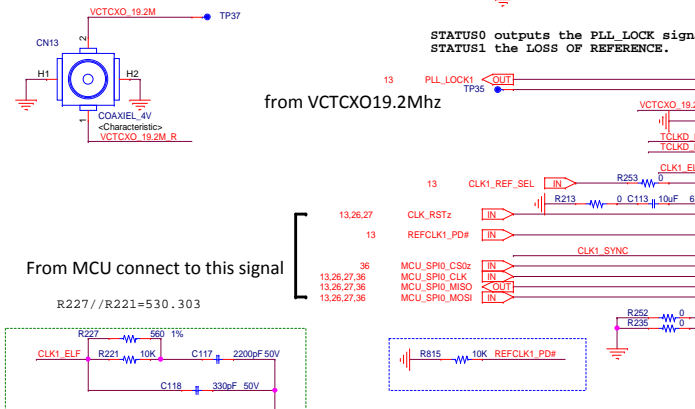 VCTCXO_19.2M
TP37
CN13
2
H1
H2
1
COAXIEL_4V
<Characteristic>
VCTCXO_19.2M_R
STATUS0 outputs the PLL_LOCK sign
STATUS1 the LOSS OF REFERENCE.
13 PLL_LOCK1 OUT
TP35
from VCTCXO19.2Mhz
VCTCXO_19.2
TCLKD_
TCLKD_
CLK1_EL
13 CLK1_REF_SEL IN R253 0
R213 0 C113 10uF 6
13,26,27 CLK_RSTz IN
13 REFCLK1_PD# IN
CLK1_SYNC
From MCU connect to this signal
36 MCU_SPI0_CS0z IN
13,26,27,36 MCU_SPI0_CLK IN
13,26,27,36 MCU_SPI0_MISO OUT
13,26,27,36 MCU_SPI0_MOSI IN
R227//R221=530.303
R252 0
R235 0
R227 560 1%
CLK1_ELF R221 10K C117 2200pF 50V
C118 330pF 50V
R815 10K REFCLK1_PD#